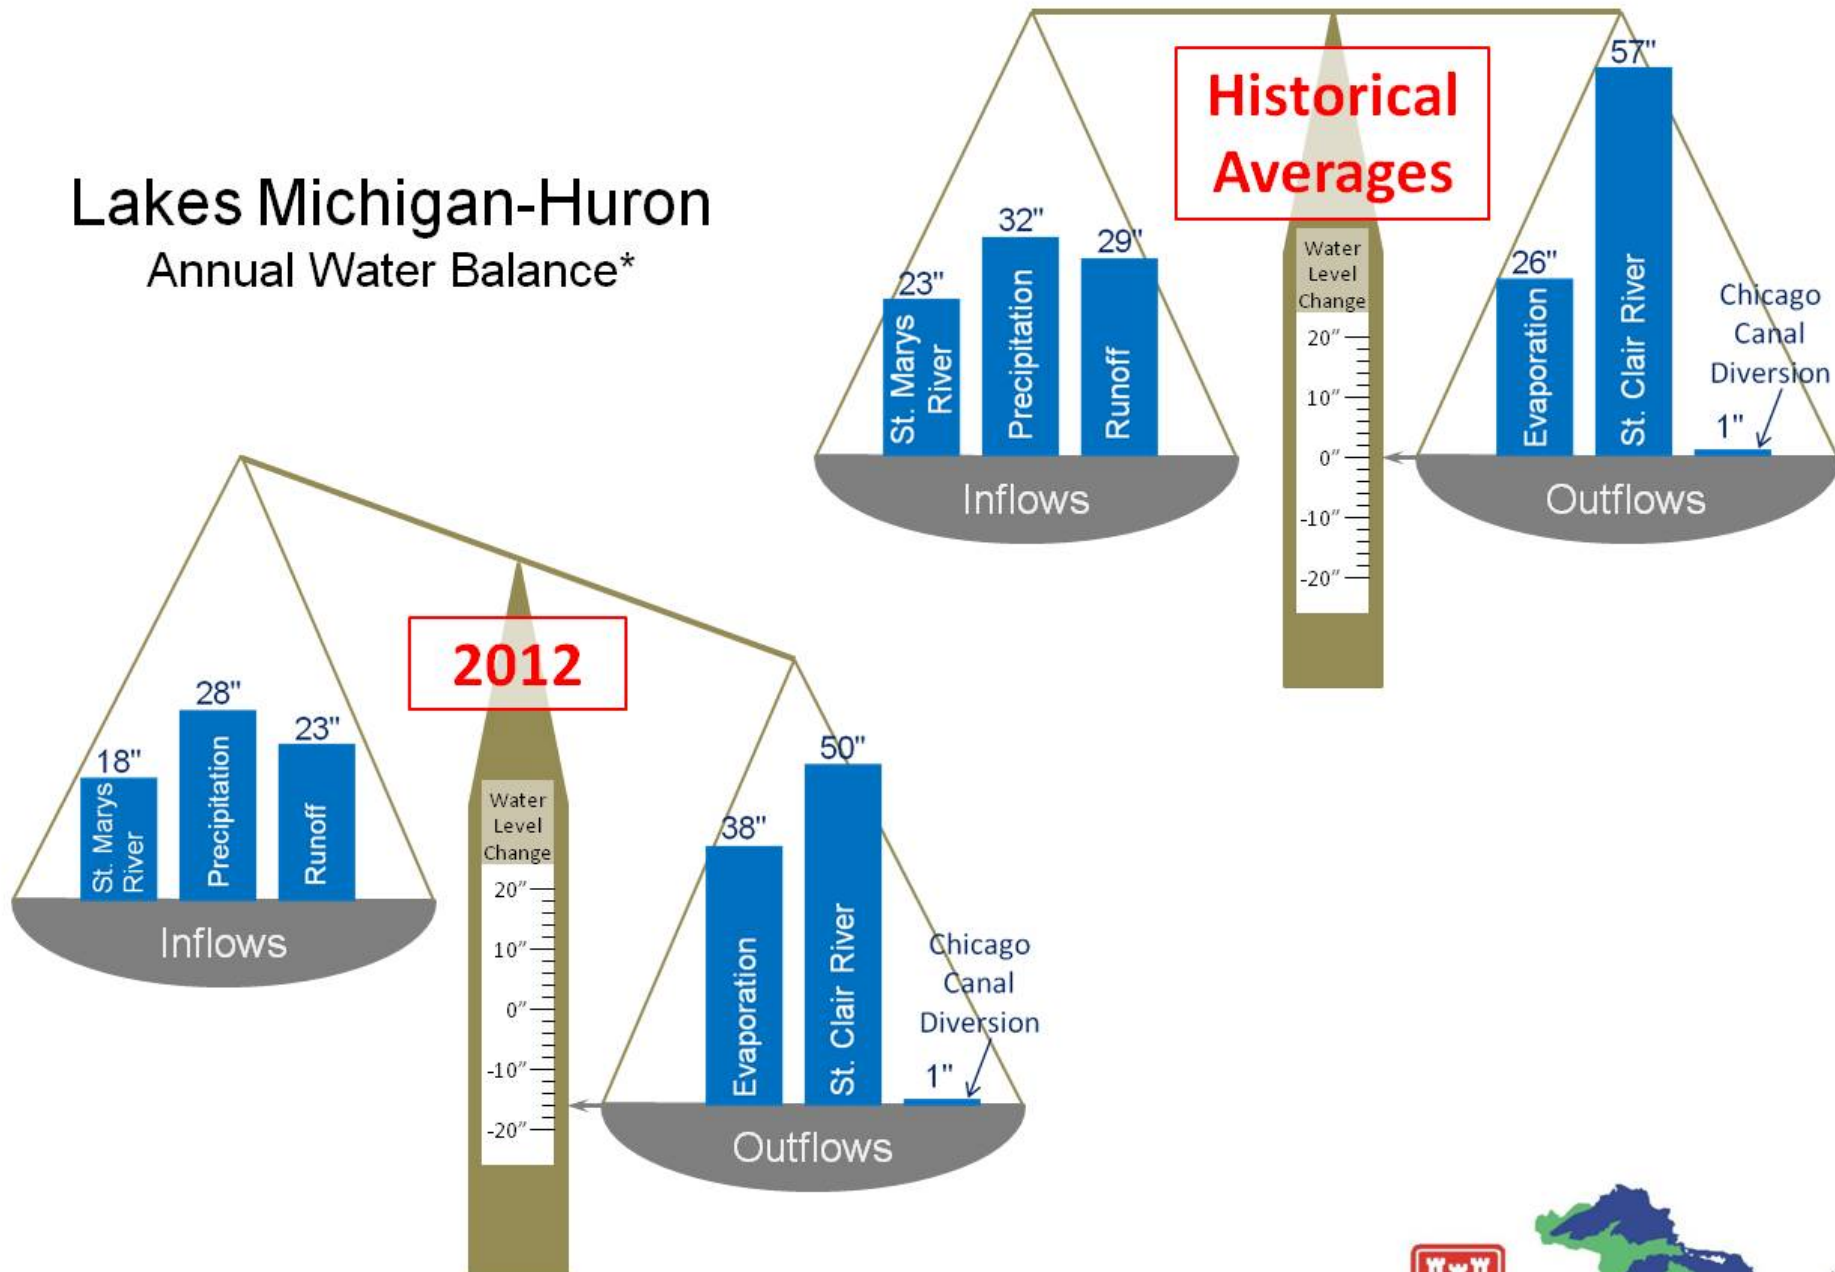 Lakes Michigan-Huron
Annual Water Balance*
Historical
Averages
23"
32"
29"
St. Marys
River
Precipitation
Runoff
Inflows
Water
Level
Change
20"
10"
0"
-10"
-20"
26"
57"
1"
Evaporation
St. Clair River
Chicago
Canal
Diversion
Outflows
2012
18"
28"
23"
St. Marys
River
Precipitation
Runoff
Inflows
Water
Level
Change
20"
10"
0"
-10"
-20"
38"
50"
1"
Evaporation
St. Clair River
Chicago
Canal
Diversion
Outflows